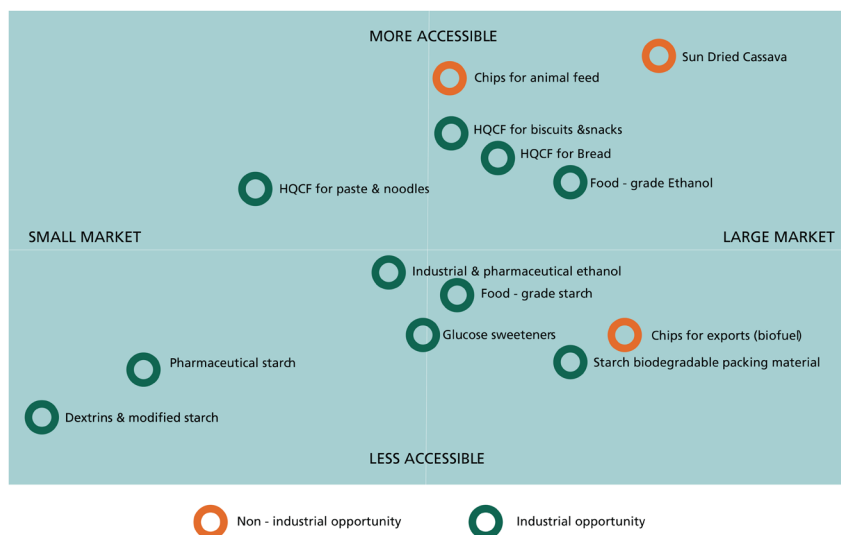 MORE ACCESSIBLE
Sun Dried Cassava
Chips for animal feed
HQCF for biscuits &snacks
HQCF for Bread
Food - grade Ethanol
HQCF for paste & noodles
SMALL MARKET
LARGE MARKET
Industrial & pharmaceutical ethanol
Food - grade starch
Glucose sweeteners
Chips for exports (biofuel)
Pharmaceutical starch
Starch biodegradable packing material
Dextrins & modified starch
LESS ACCESSIBLE
Non - industrial opportunity
Industrial opportunity